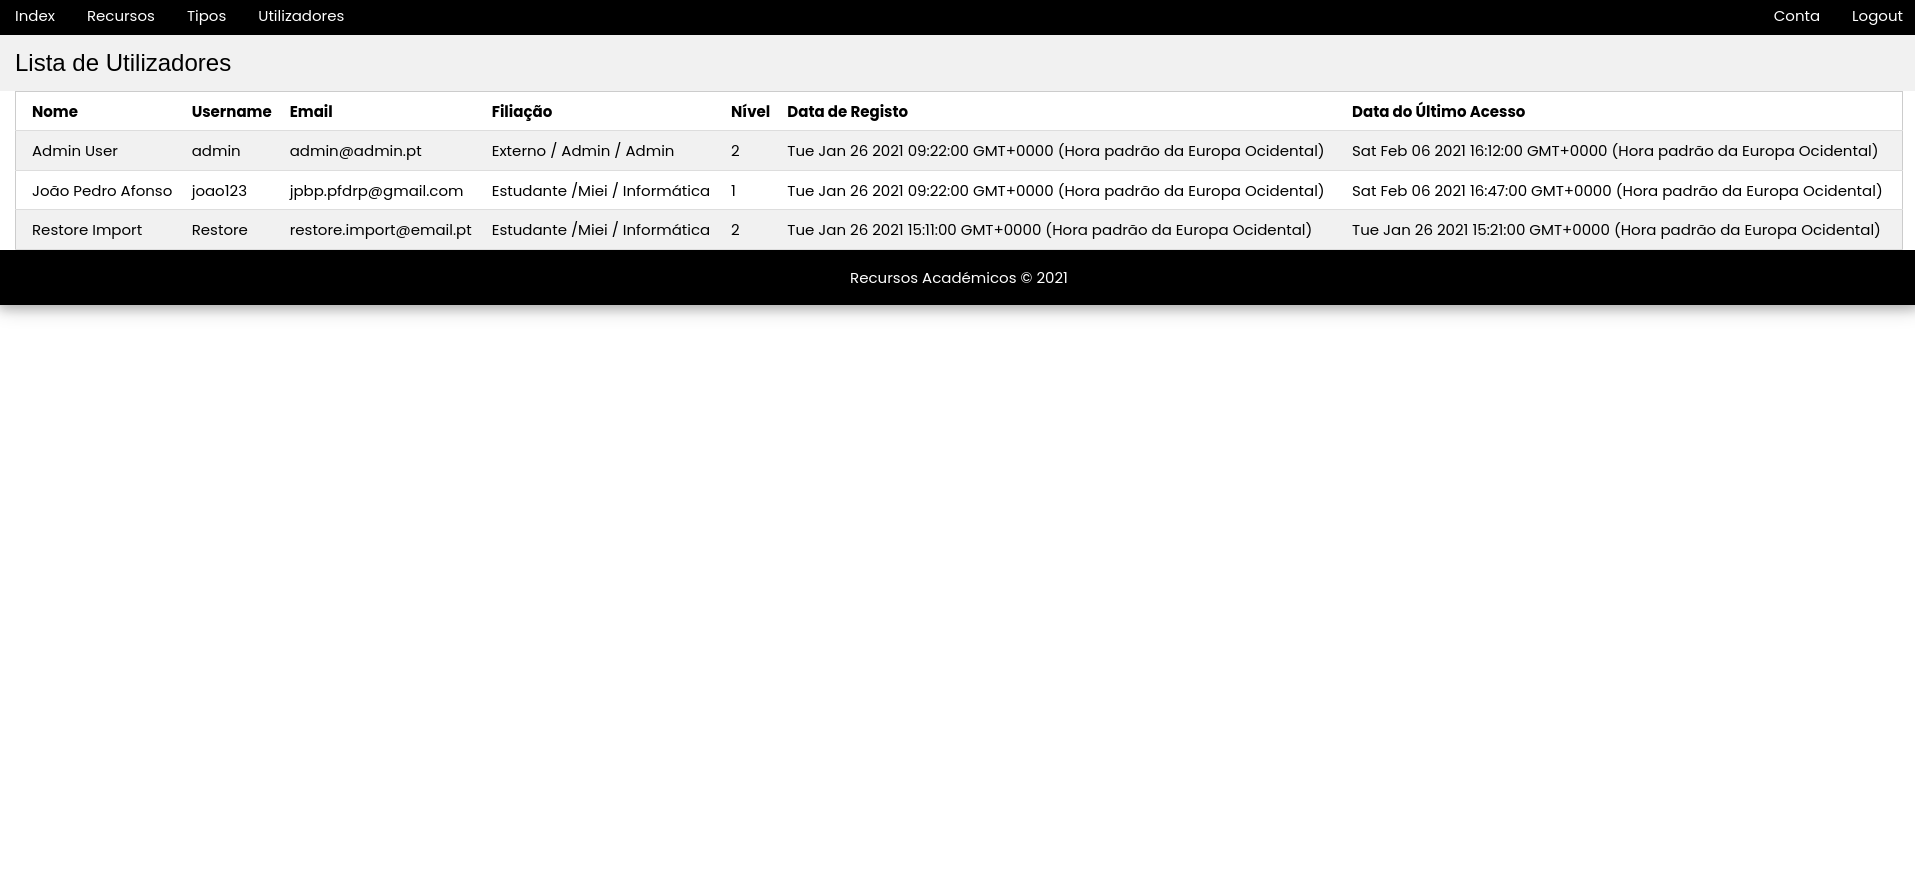 Index Recursos Tipos Utilizadores Conta Logout
Lista de Utilizadores
Nome Username Email Filiação Nível Data de Registo Data do Último Acesso
Admin User admin admin@admin.pt Externo / Admin / Admin 2 Tue Jan 26 2021 09:22:00 GMT+0000 (Hora padrão da Europa Ocidental) Sat Feb 06 2021 16:12:00 GMT+0000 (Hora padrão da Europa Ocidental)
João Pedro Afonso joao123 jpbp.pfdrp@gmail.com Estudante /Miei / Informática 1 Tue Jan 26 2021 09:22:00 GMT+0000 (Hora padrão da Europa Ocidental) Sat Feb 06 2021 16:47:00 GMT+0000 (Hora padrão da Europa Ocidental)
Restore Import Restore restore.import@email.pt Estudante /Miei / Informática 2 Tue Jan 26 2021 15:11:00 GMT+0000 (Hora padrão da Europa Ocidental) Tue Jan 26 2021 15:21:00 GMT+0000 (Hora padrão da Europa Ocidental)
Recursos Académicos © 2021